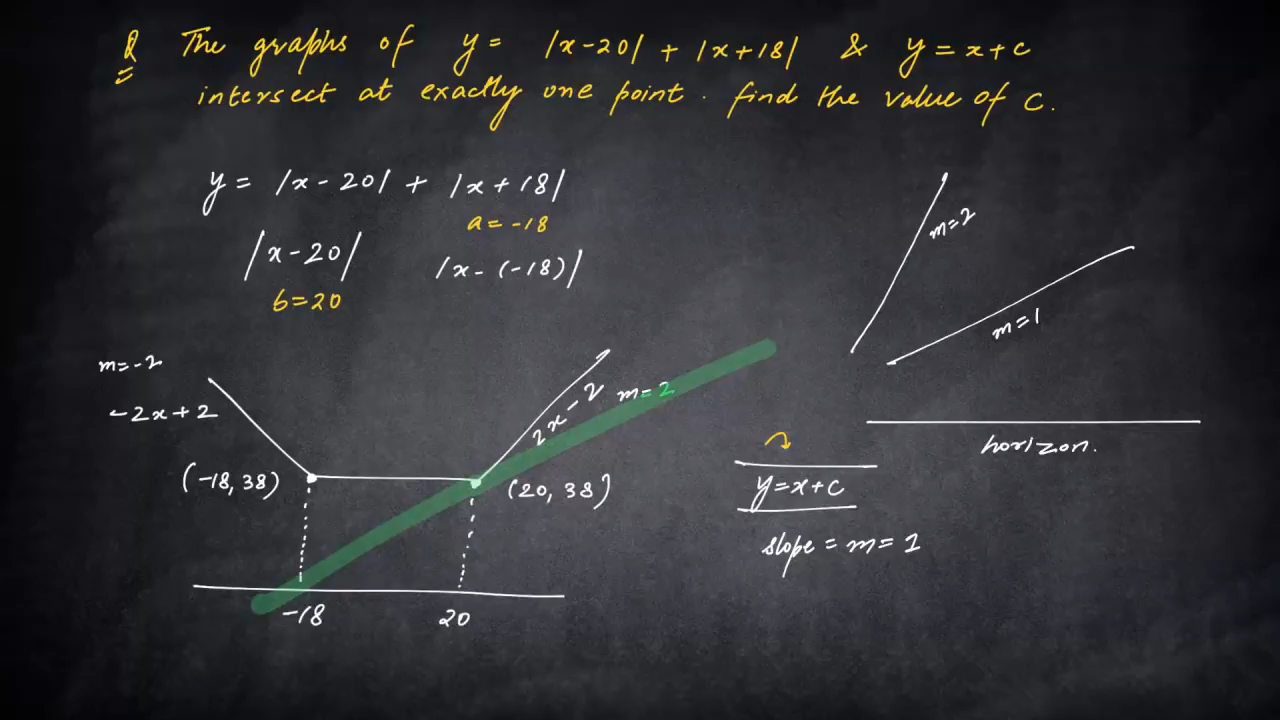 Q The graphs of y = |x-20| + |x+18| & y = x+c
intersect at exactly one point. find the value of c.
y = |x-20| + |x+18|
a = -18
|x-20| |x-(-18)|
b = 20
m=2
m=1
horizon.
m=-2
-2x+2
2x-2 m=2
(-18, 38) (20, 38)
y=x+c
slope = m = 1
-18 20